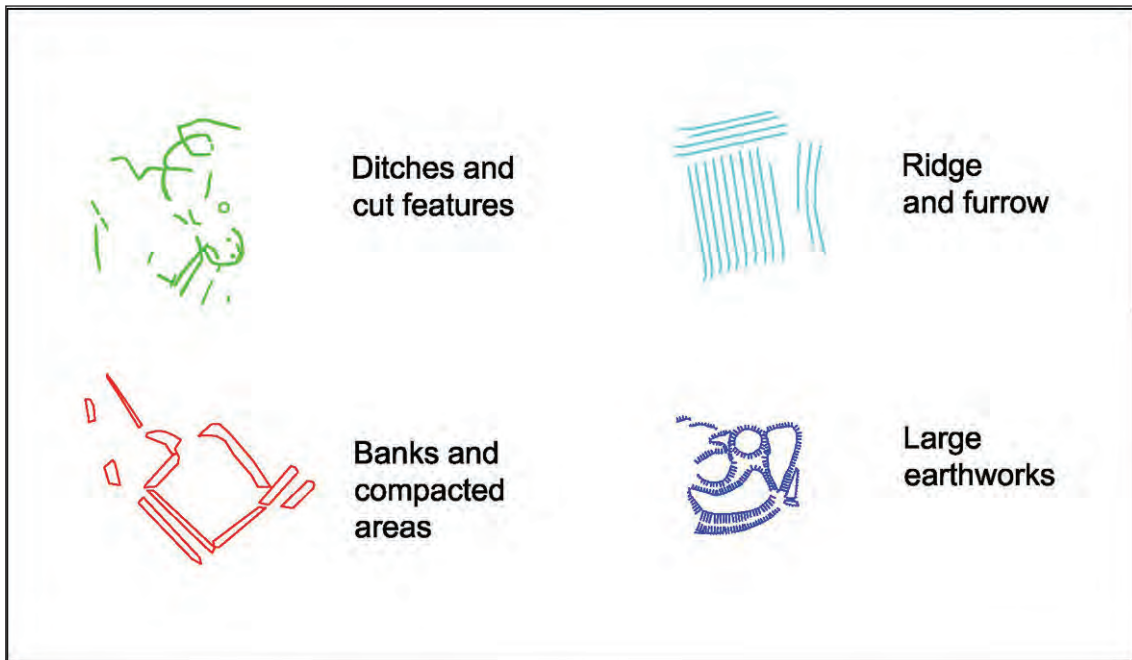 Ditches and
cut features
Ridge
and furrow
Banks and
compacted
areas
Large
earthworks